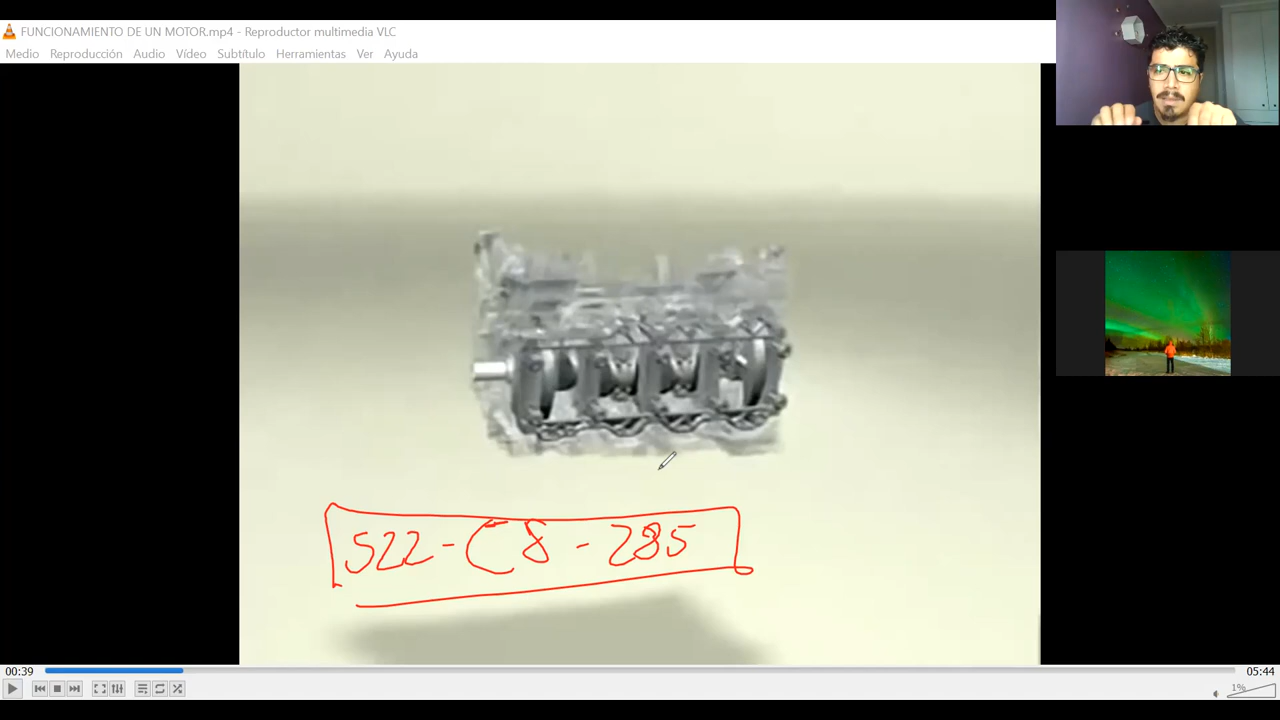 FUNCIONAMIENTO DE UN MOTOR.mp4 - Reproductor multimedia VLC
Medio Reproducción Audio Vídeo Subtítulo Herramientas Ver Ayuda
522-C8-285
00:39 05:44
1%